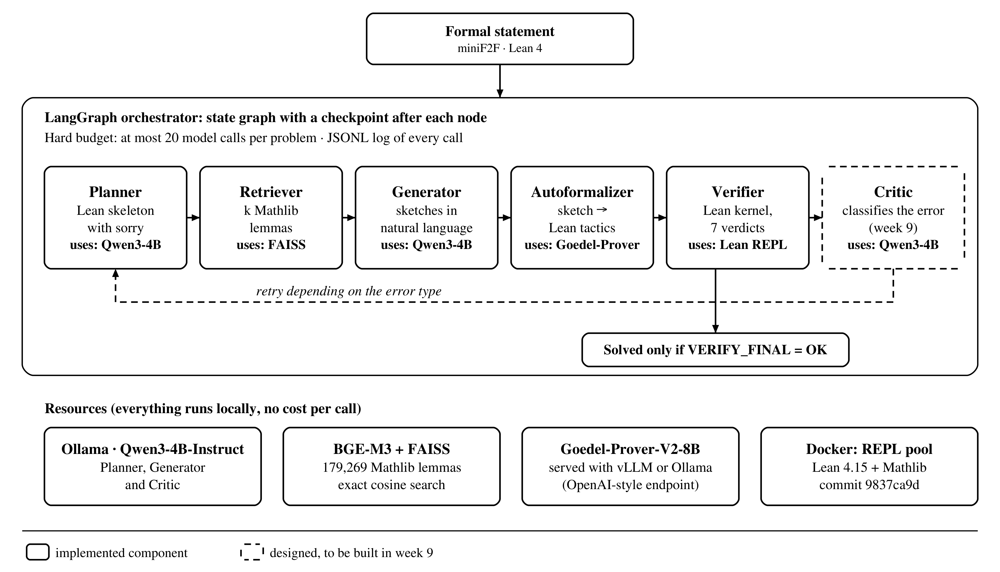 Formal statement
miniF2F · Lean 4
LangGraph orchestrator: state graph with a checkpoint after each node
Hard budget: at most 20 model calls per problem · JSONL log of every call
Planner
Lean skeleton
with sorry
uses: Qwen3-4B
Retriever
k Mathlib
lemmas
uses: FAISS
Generator
sketches in
natural language
uses: Qwen3-4B
Autoformalizer
sketch →
Lean tactics
uses: Goedel-Prover
Verifier
Lean kernel,
7 verdicts
uses: Lean REPL
Critic
classifies the error
(week 9)
uses: Qwen3-4B
retry depending on the error type
Solved only if VERIFY_FINAL = OK
Resources (everything runs locally, no cost per call)
Ollama · Qwen3-4B-Instruct
Planner, Generator
and Critic
BGE-M3 + FAISS
179,269 Mathlib lemmas
exact cosine search
Goedel-Prover-V2-8B
served with vLLM or Ollama
(OpenAI-style endpoint)
Docker: REPL pool
Lean 4.15 + Mathlib
commit 9837ca9d
implemented component
designed, to be built in week 9